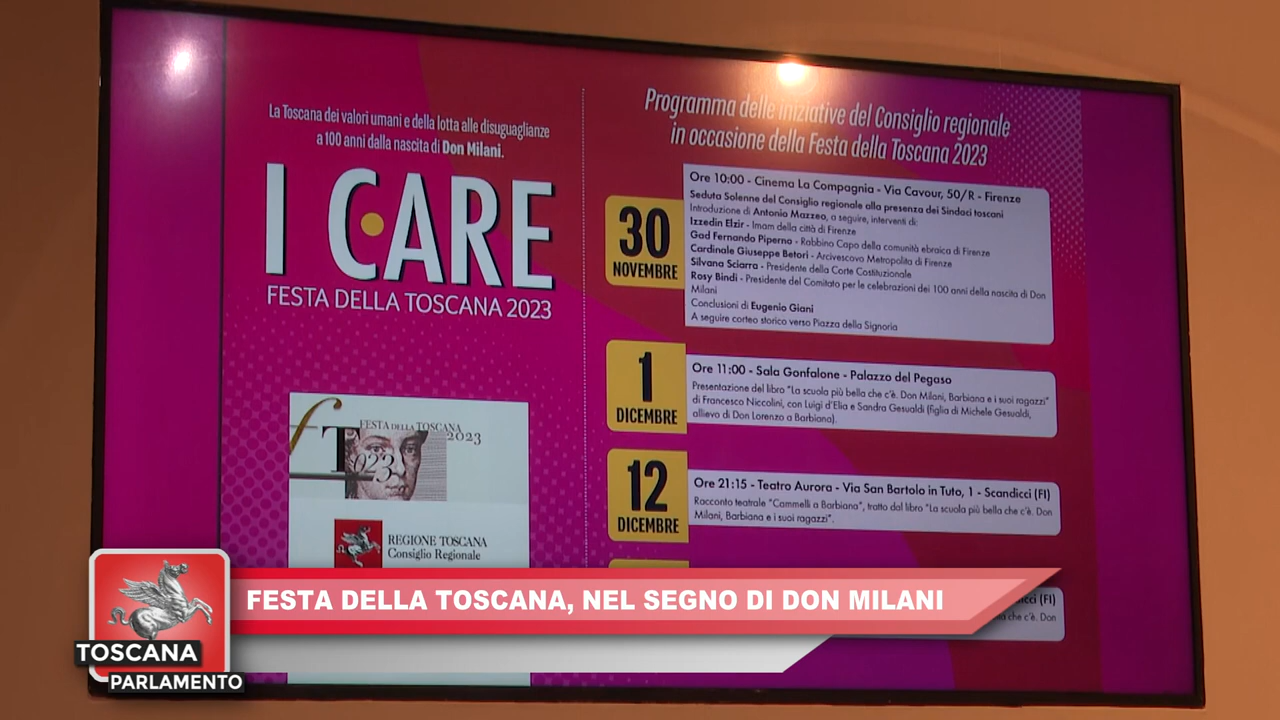 La Toscana dei valori umani e della lotta alle disuguaglianze
a 100 anni dalla nascita di Don Milani.
I CARE
FESTA DELLA TOSCANA 2023
FESTA DELLA TOSCANA
2023
fT
2023
REGIONE TOSCANA
Consiglio Regionale
Programma delle iniziative del Consiglio regionale
in occasione della Festa della Toscana 2023
30
NOVEMBRE
Ore 10:00 - Cinema La Compagnia - Via Cavour, 50/R - Firenze
Seduta Solenne del Consiglio regionale alla presenza dei Sindaci toscani
Introduzione di Antonio Mazzeo, a seguire, interventi di:
Izzedin Elzir - Imam della città di Firenze
Gad Fernando Piperno - Rabbino Capo della comunità ebraica di Firenze
Cardinale Giuseppe Betori - Arcivescovo Metropolita di Firenze
Silvana Sciarra - Presidente della Corte Costituzionale
Rosy Bindi - Presidente del Comitato per le celebrazioni dei 100 anni della nascita di Don
Milani
Conclusioni di Eugenio Giani
A seguire corteo storico verso Piazza della Signoria
1
DICEMBRE
Ore 11:00 - Sala Gonfalone - Palazzo del Pegaso
Presentazione del libro "La scuola più bella che c'è. Don Milani, Barbiana e i suoi ragazzi"
di Francesco Niccolini, con Luigi d'Elia e Sandra Gesualdi (figlia di Michele Gesualdi,
allievo di Don Lorenzo a Barbiana).
12
DICEMBRE
Ore 21:15 - Teatro Aurora - Via San Bartolo in Tuto, 1 - Scandicci (FI)
Racconto teatrale "Cammelli a Barbiana", tratto dal libro "La scuola più bella che c'è. Don
Milani, Barbiana e i suoi ragazzi".
(FI)
che c'è. Don
FESTA DELLA TOSCANA, NEL SEGNO DI DON MILANI
TOSCANA
PARLAMENTO